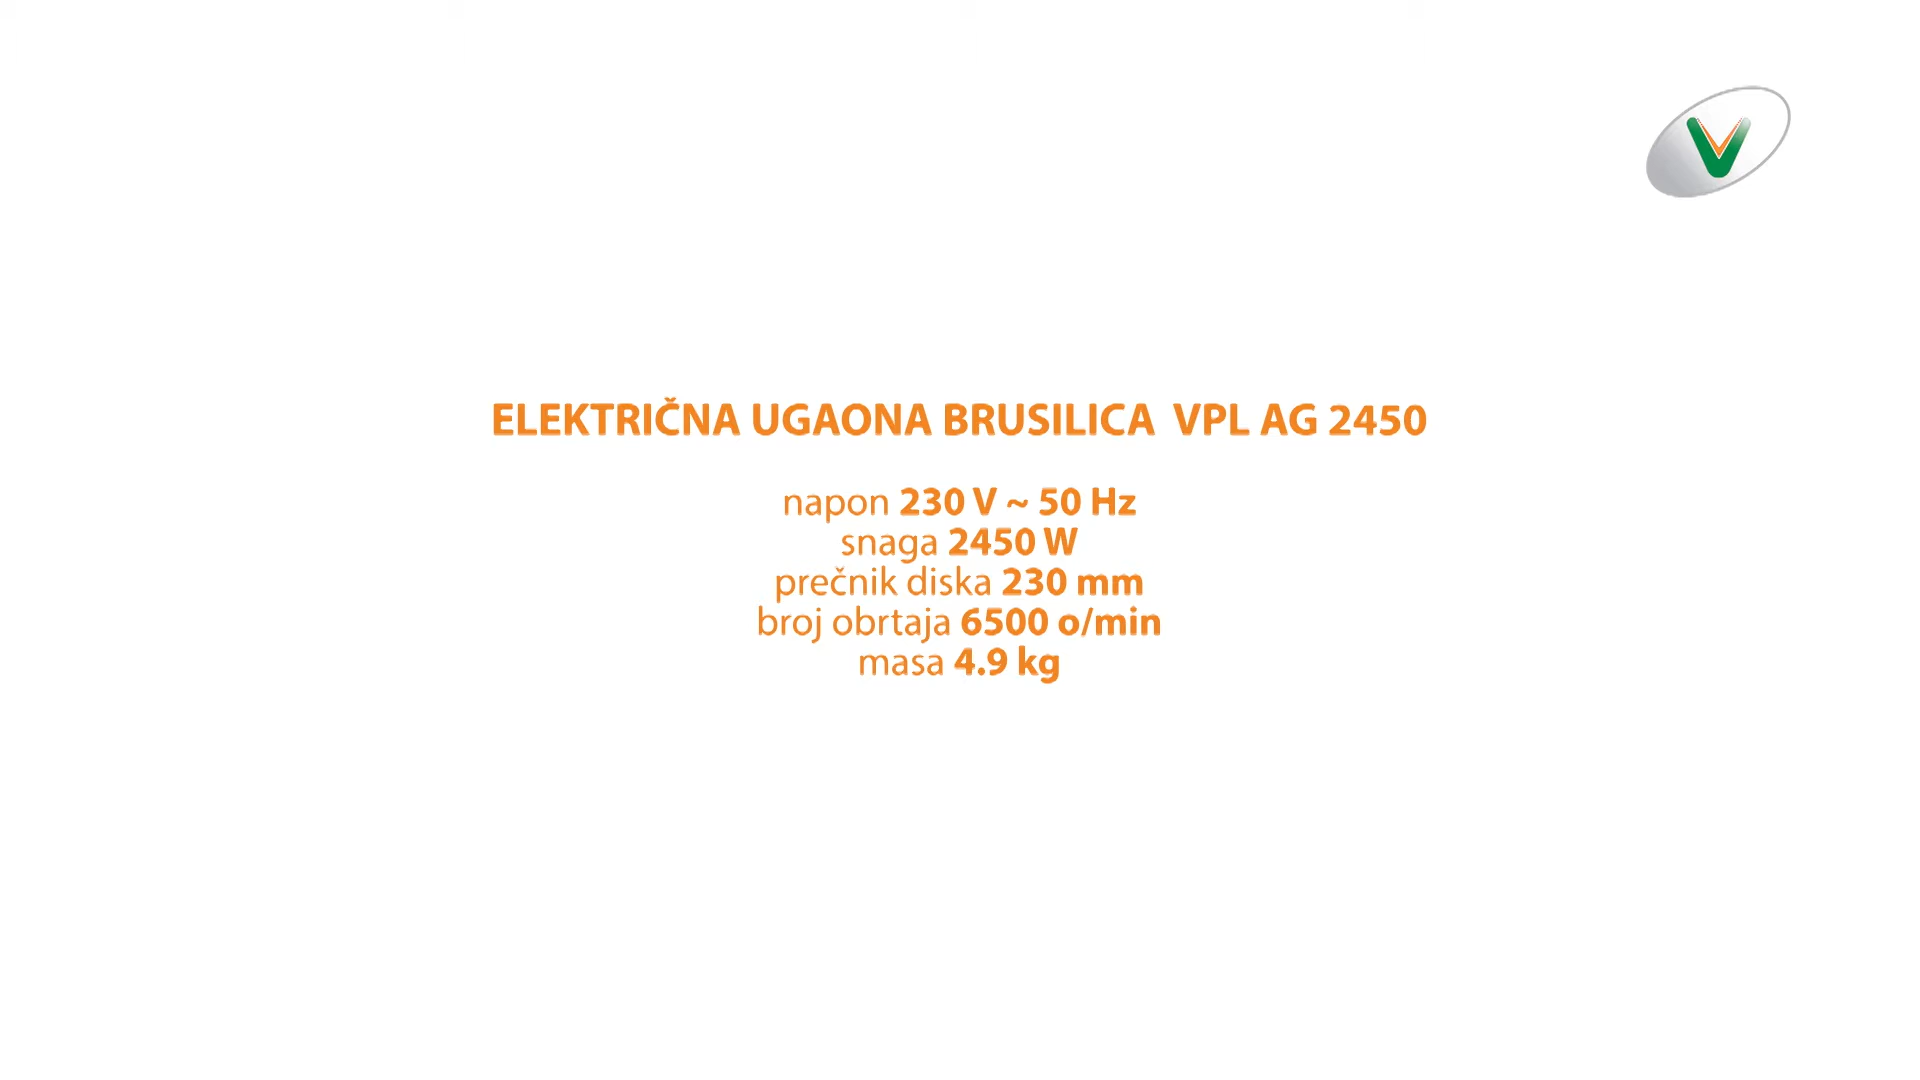 V
ELEKTRIČNA UGAONA BRUSILICA VPL AG 2450
napon 230 V ~ 50 Hz
snaga 2450 W
prečnik diska 230 mm
broj obrtaja 6500 o/min
masa 4.9 kg